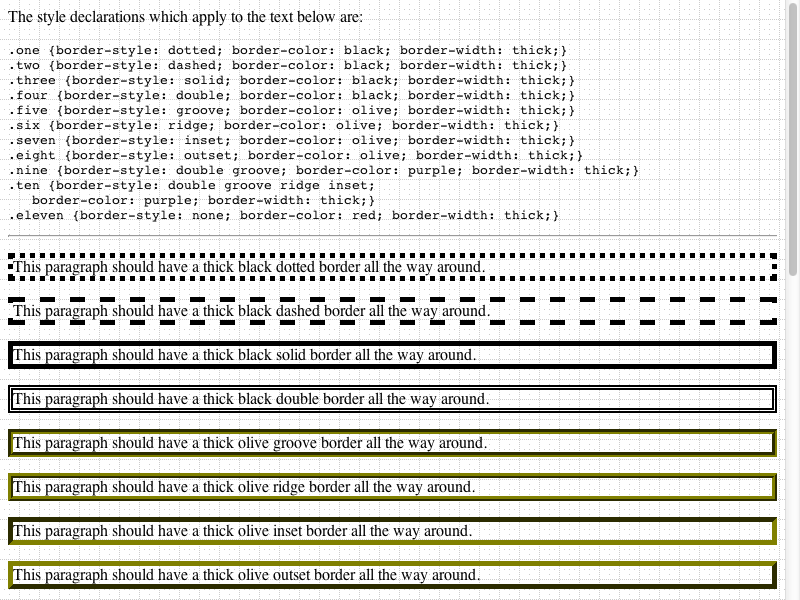 The style declarations which apply to the text below are:
.one {border-style: dotted; border-color: black; border-width: thick;}
.two {border-style: dashed; border-color: black; border-width: thick;}
.three {border-style: solid; border-color: black; border-width: thick;}
.four {border-style: double; border-color: black; border-width: thick;}
.five {border-style: groove; border-color: olive; border-width: thick;}
.six {border-style: ridge; border-color: olive; border-width: thick;}
.seven {border-style: inset; border-color: olive; border-width: thick;}
.eight {border-style: outset; border-color: olive; border-width: thick;}
.nine {border-style: double groove; border-color: purple; border-width: thick;}
.ten {border-style: double groove ridge inset;
   border-color: purple; border-width: thick;}
.eleven {border-style: none; border-color: red; border-width: thick;}
This paragraph should have a thick black dotted border all the way around.
This paragraph should have a thick black dashed border all the way around.
This paragraph should have a thick black solid border all the way around.
This paragraph should have a thick black double border all the way around.
This paragraph should have a thick olive groove border all the way around.
This paragraph should have a thick olive ridge border all the way around.
This paragraph should have a thick olive inset border all the way around.
This paragraph should have a thick olive outset border all the way around.